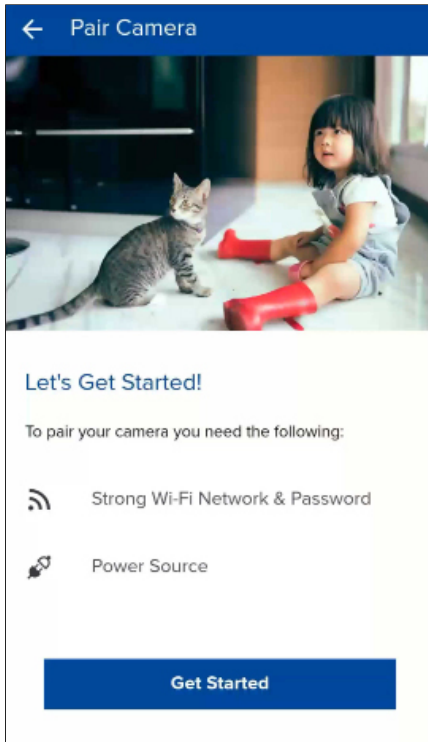 Pair Camera
Let's Get Started!
To pair your camera you need the following:
Strong Wi-Fi Network & Password
Power Source
Get Started